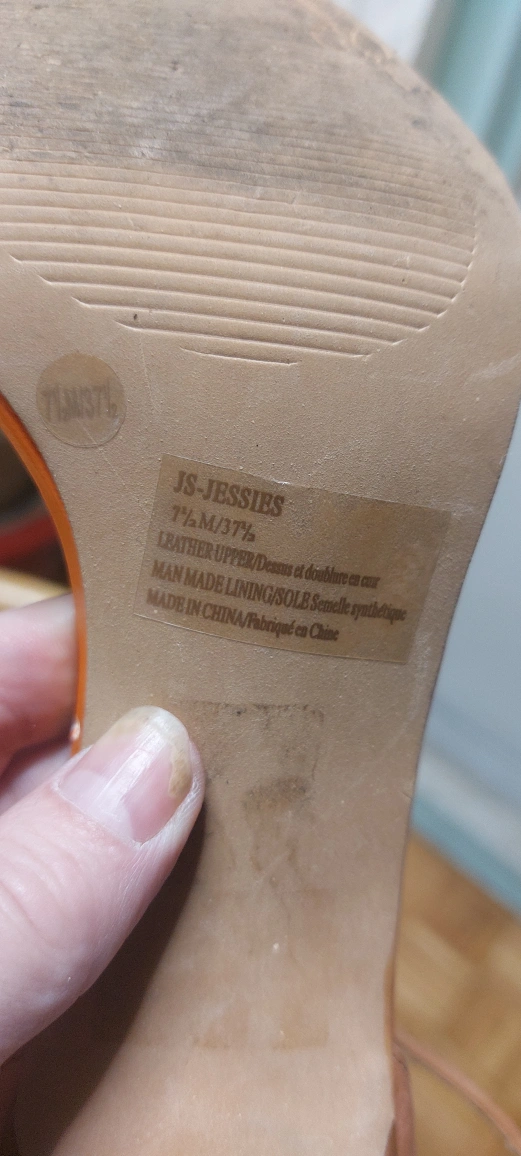 7½M/37½
JS-JESSIES
7½M/37½
LEATHER UPPER/Dessus et doublure en cuir
MAN MADE LINING/SOLE Semelle synthétique
MADE IN CHINA/Fabriqué en Chine